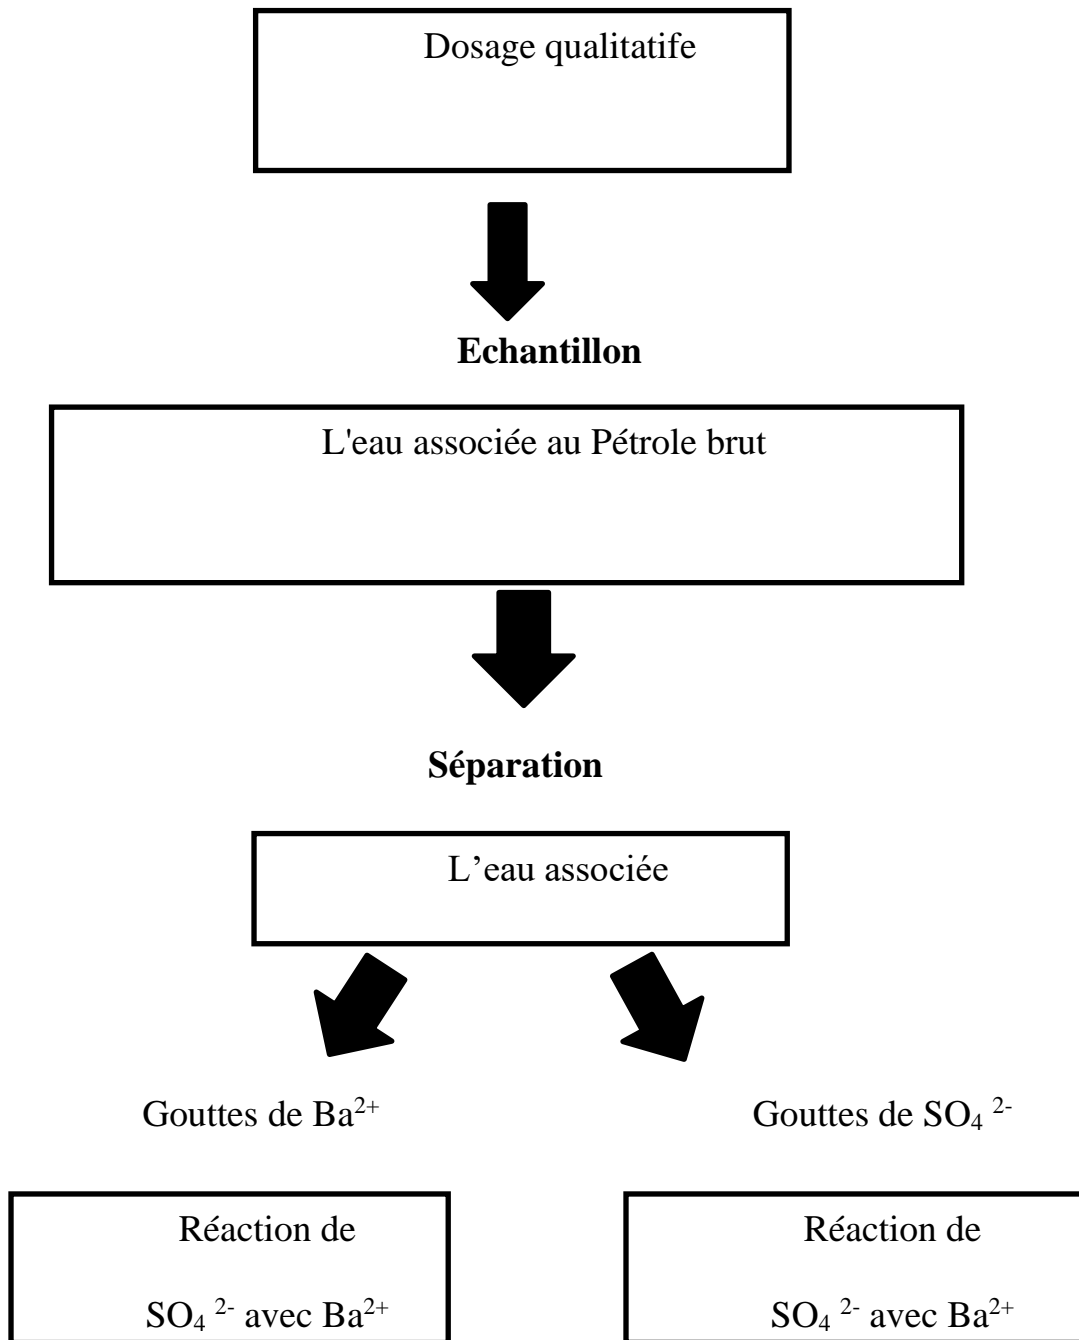 Dosage qualitatife
Echantillon
L'eau associée au Pétrole brut
Séparation
L’eau associée
Gouttes de Ba²⁺
Gouttes de SO₄ ²⁻
Réaction de
SO₄ ²⁻ avec Ba²⁺
Réaction de
SO₄ ²⁻ avec Ba²⁺